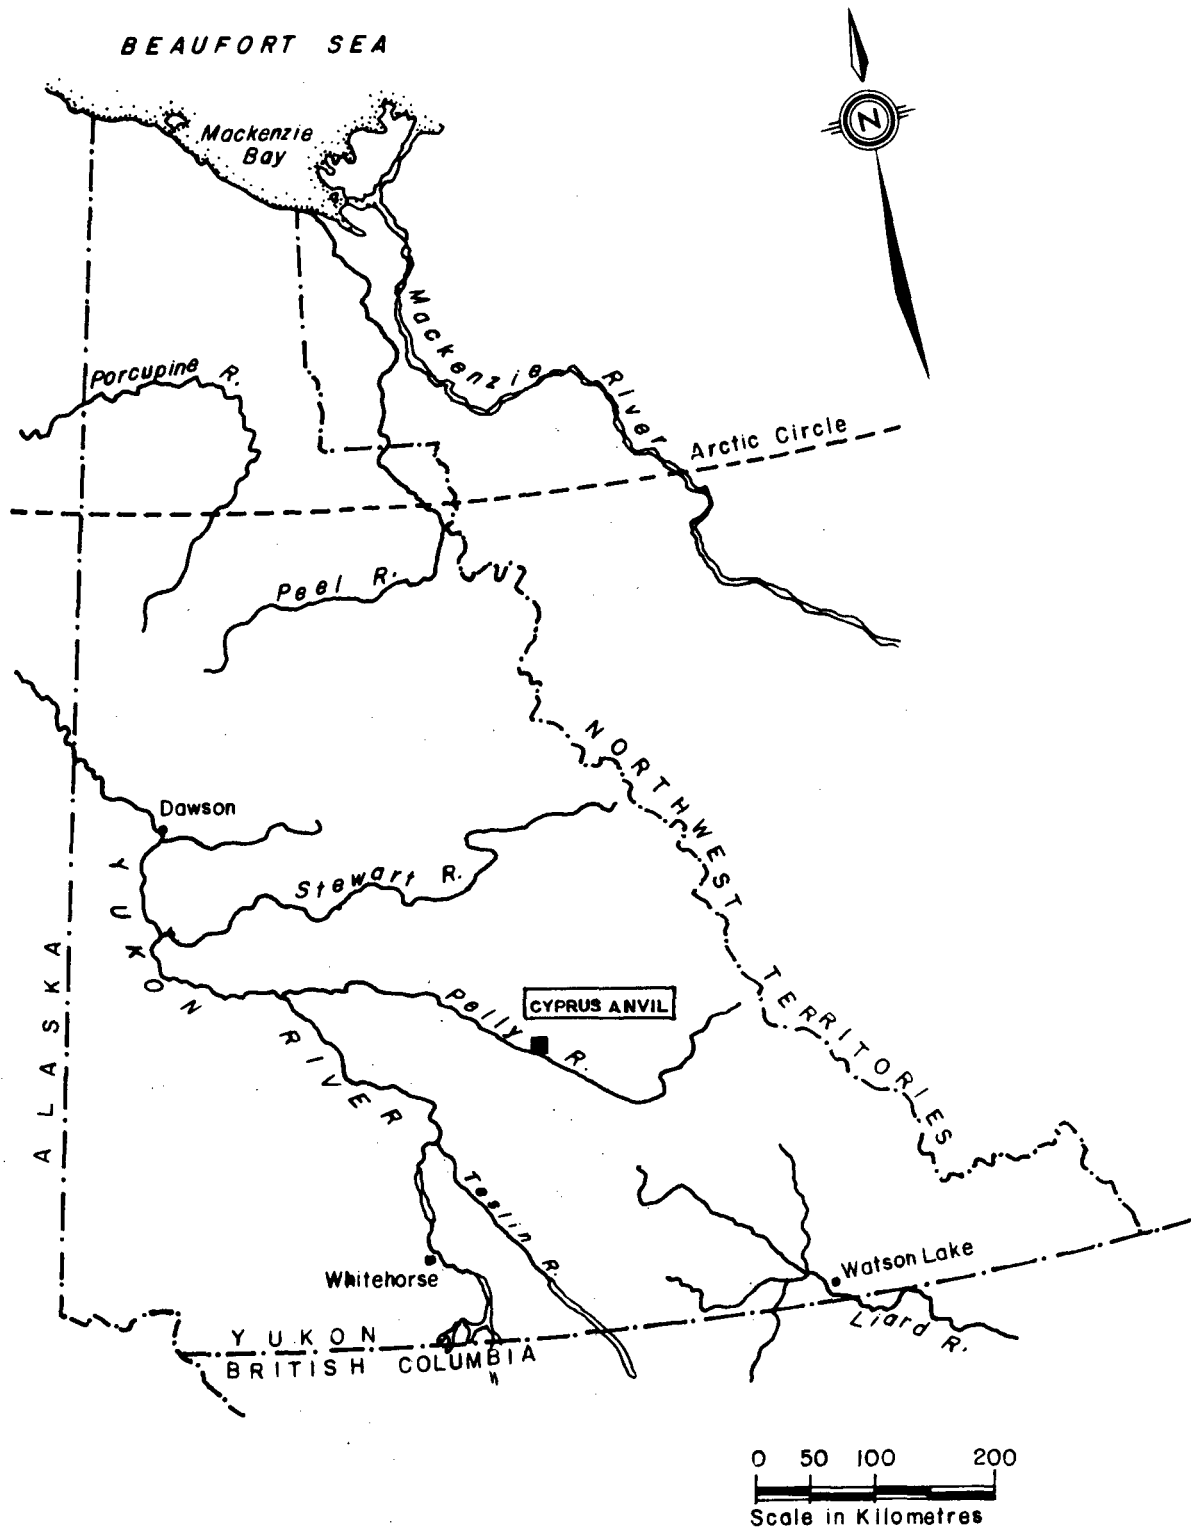 BEAUFORT SEA
Mackenzie
Bay
N
Mackenzie River
Porcupine R.
Arctic Circle
Peel R.
NORTHWEST TERRITORIES
Dawson
Stewart R.
YUKON RIVER
ALASKA
CYPRUS ANVIL
Pelly R.
Teslin R.
Whitehorse
Watson Lake
Liard R.
YUKON
BRITISH COLUMBIA
0 50 100 200
Scale in Kilometres